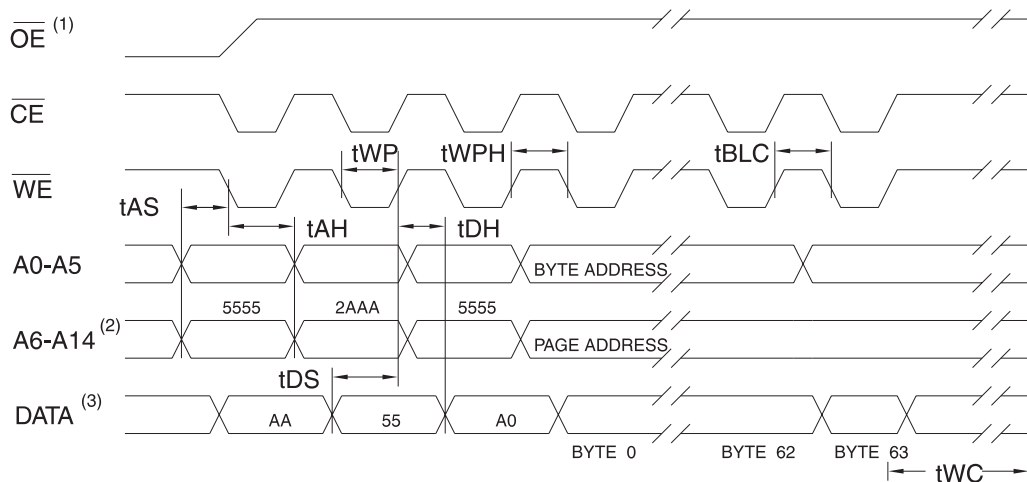 OE (1)
CE
tWP tWPH tBLC
WE
tAS
tAH tDH
A0-A5 BYTE ADDRESS
5555 2AAA 5555
A6-A14 (2) PAGE ADDRESS
tDS
DATA (3) AA 55 A0
BYTE 0 BYTE 62 BYTE 63
tWC